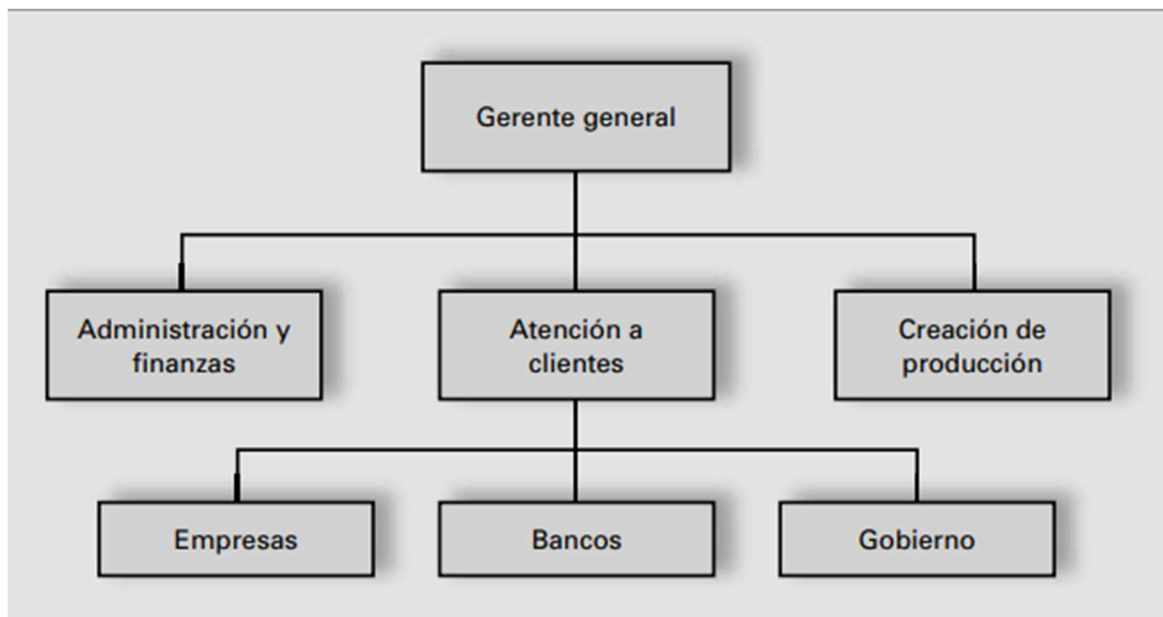 Gerente general
Administración y
finanzas
Atención a
clientes
Creación de
producción
Empresas
Bancos
Gobierno